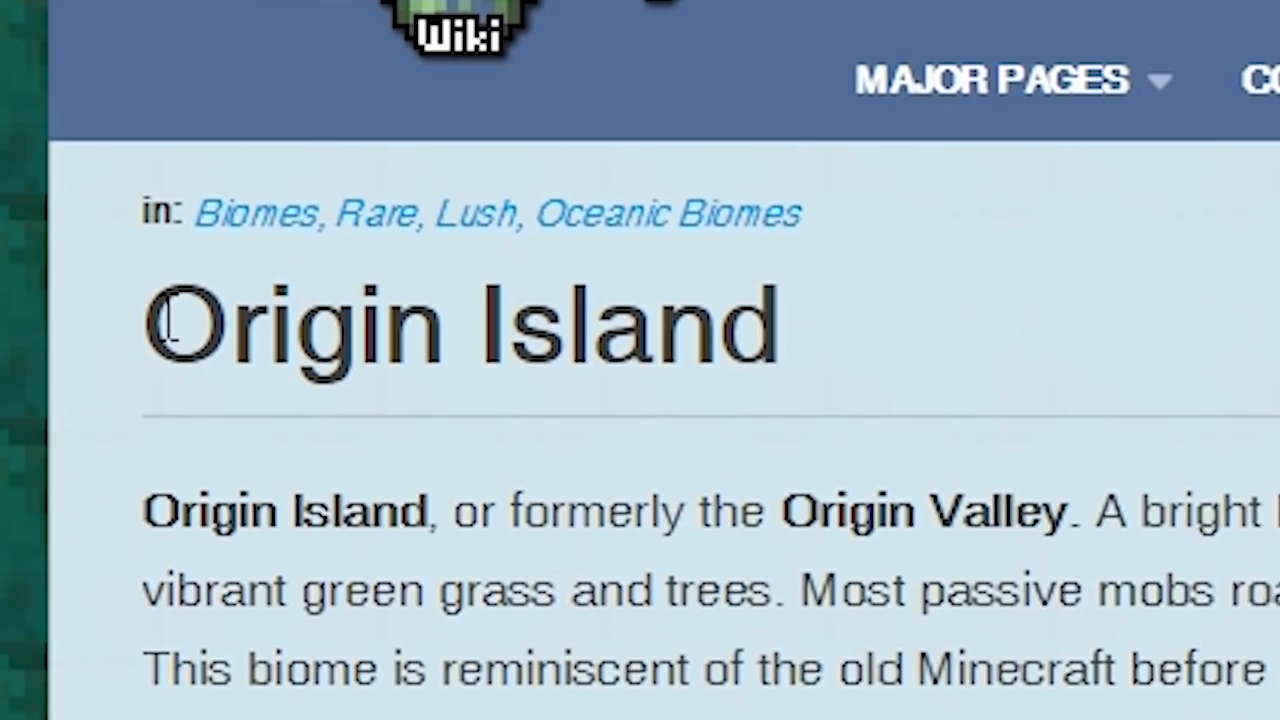 Wiki
MAJOR PAGES
in: Biomes, Rare, Lush, Oceanic Biomes
Origin Island
Origin Island, or formerly the Origin Valley. A bright
vibrant green grass and trees. Most passive mobs
This biome is reminiscent of the old Minecraft before